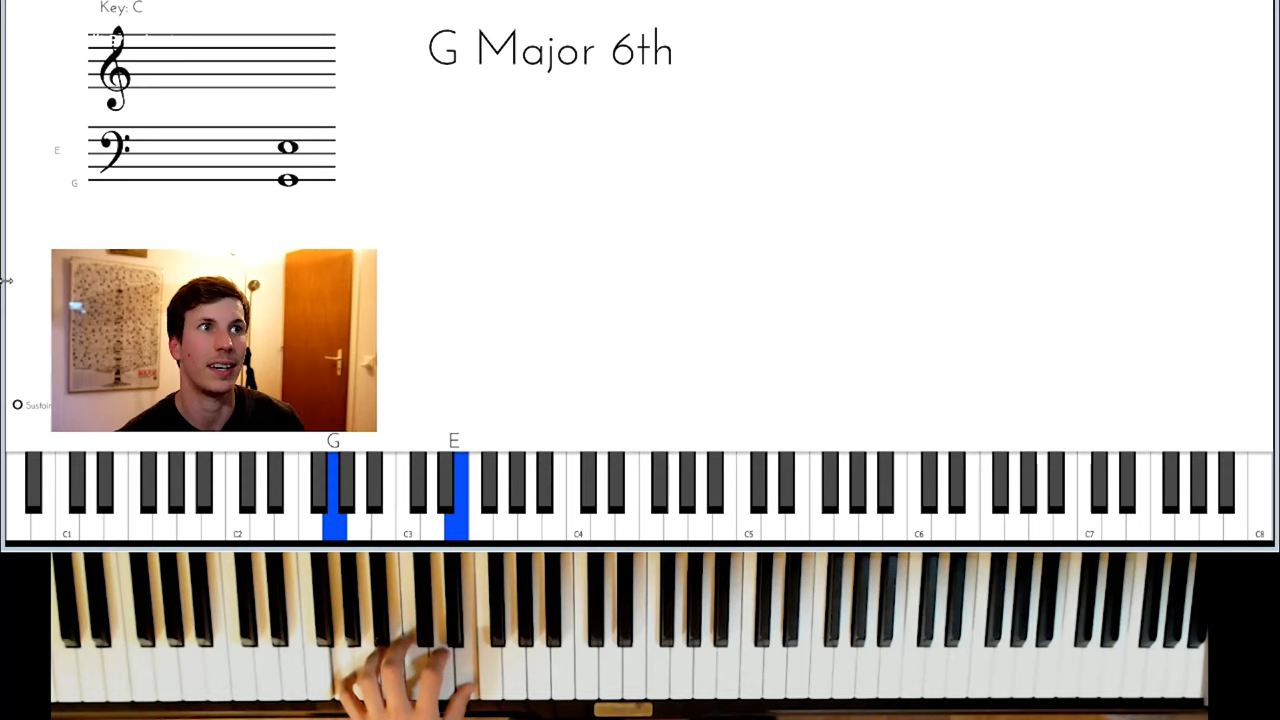 Key: C
G Major 6th
E
G
Sustain
G E
C1 C2 C3 C4 C5 C6 C7 C8